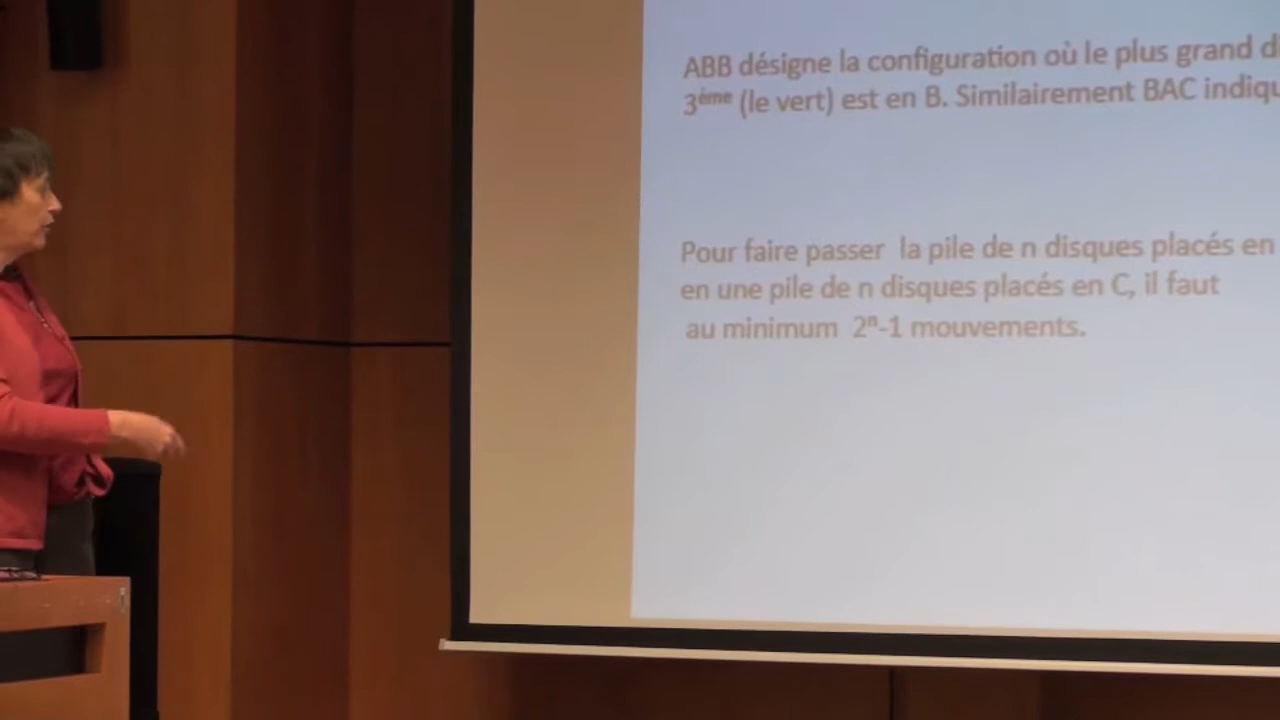 ABB désigne la configuration où le plus grand
3ème (le vert) est en B. Similairement BAC
Pour faire passer la pile de n disques placés en
en une pile de n disques placés en C, il faut
au minimum 2ⁿ-1 mouvements.